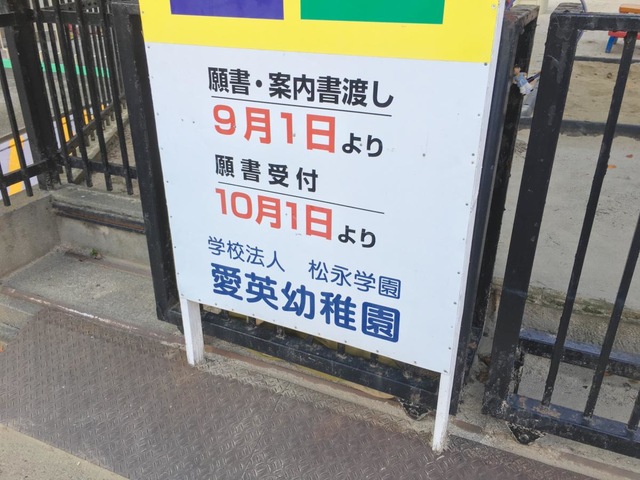 願書・案内書渡し
9月1日より
願書受付
10月1日より
学校法人 松永学園
愛英幼稚園